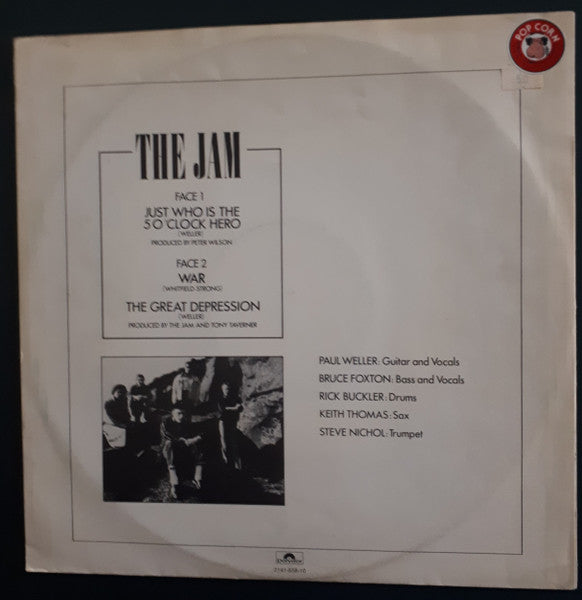 POP CORN
THE JAM
FACE 1
JUST WHO IS THE
5 O'CLOCK HERO
(WELLER)
PRODUCED BY PETER WILSON
FACE 2
WAR
(WHITFIELD-STRONG)
THE GREAT DEPRESSION
(WELLER)
PRODUCED BY THE JAM AND TONY TAVERNER
PAUL WELLER: Guitar and Vocals
BRUCE FOXTON: Bass and Vocals
RICK BUCKLER: Drums
KEITH THOMAS: Sax
STEVE NICHOL: Trumpet
polydor